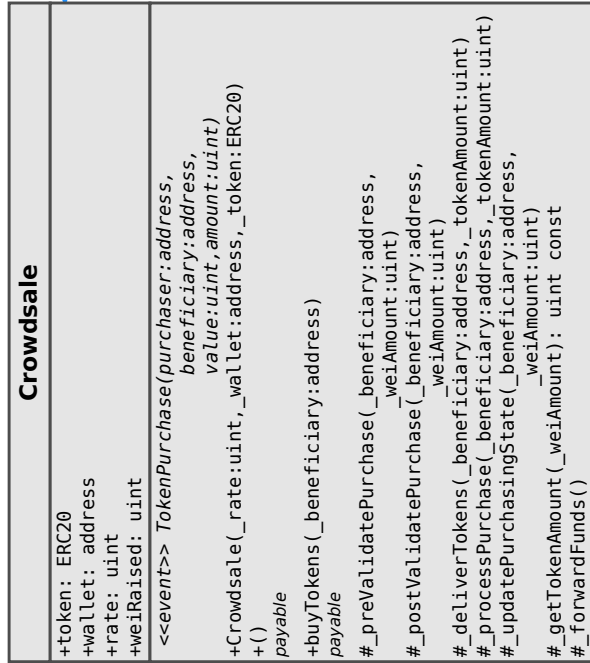 Crowdsale
+token: ERC20
+wallet: address
+rate: uint
+weiRaised: uint
<<event>> TokenPurchase(purchaser:address,
beneficiary:address,
value:uint,amount:uint)
+Crowdsale(_rate:uint,_wallet:address,_token:ERC20)
+()
payable
+buyTokens(_beneficiary:address)
payable
#_preValidatePurchase(_beneficiary:address,
_weiAmount:uint)
#_postValidatePurchase(_beneficiary:address,
_weiAmount:uint)
#_deliverTokens(_beneficiary:address,_tokenAmount:uint)
#_processPurchase(_beneficiary:address,_tokenAmount:uint)
#_updatePurchasingState(_beneficiary:address,
_weiAmount:uint)
#_getTokenAmount(_weiAmount): uint const
#_forwardFunds()